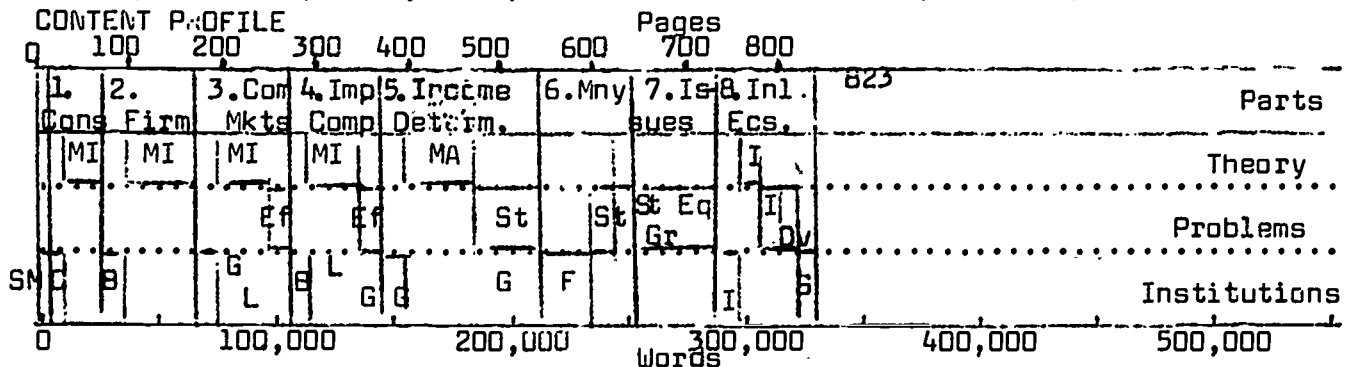 CONTENT PROFILE Pages
0 100 200 300 400 500 600 700 800
1. 2. 3.Com 4.Imp 5.Income 6.Mny 7.Is- 8.Inl. 823
Cons Firm Mkts Comp Determ. sues Ecs. Parts
MI MI MI MI MA I Theory
Ef Ef St St St Eq I Problems
Gr Dv
SM C B G L B L G G G F I G Institutions
0 100,000 200,000 300,000 400,000 500,000
Words